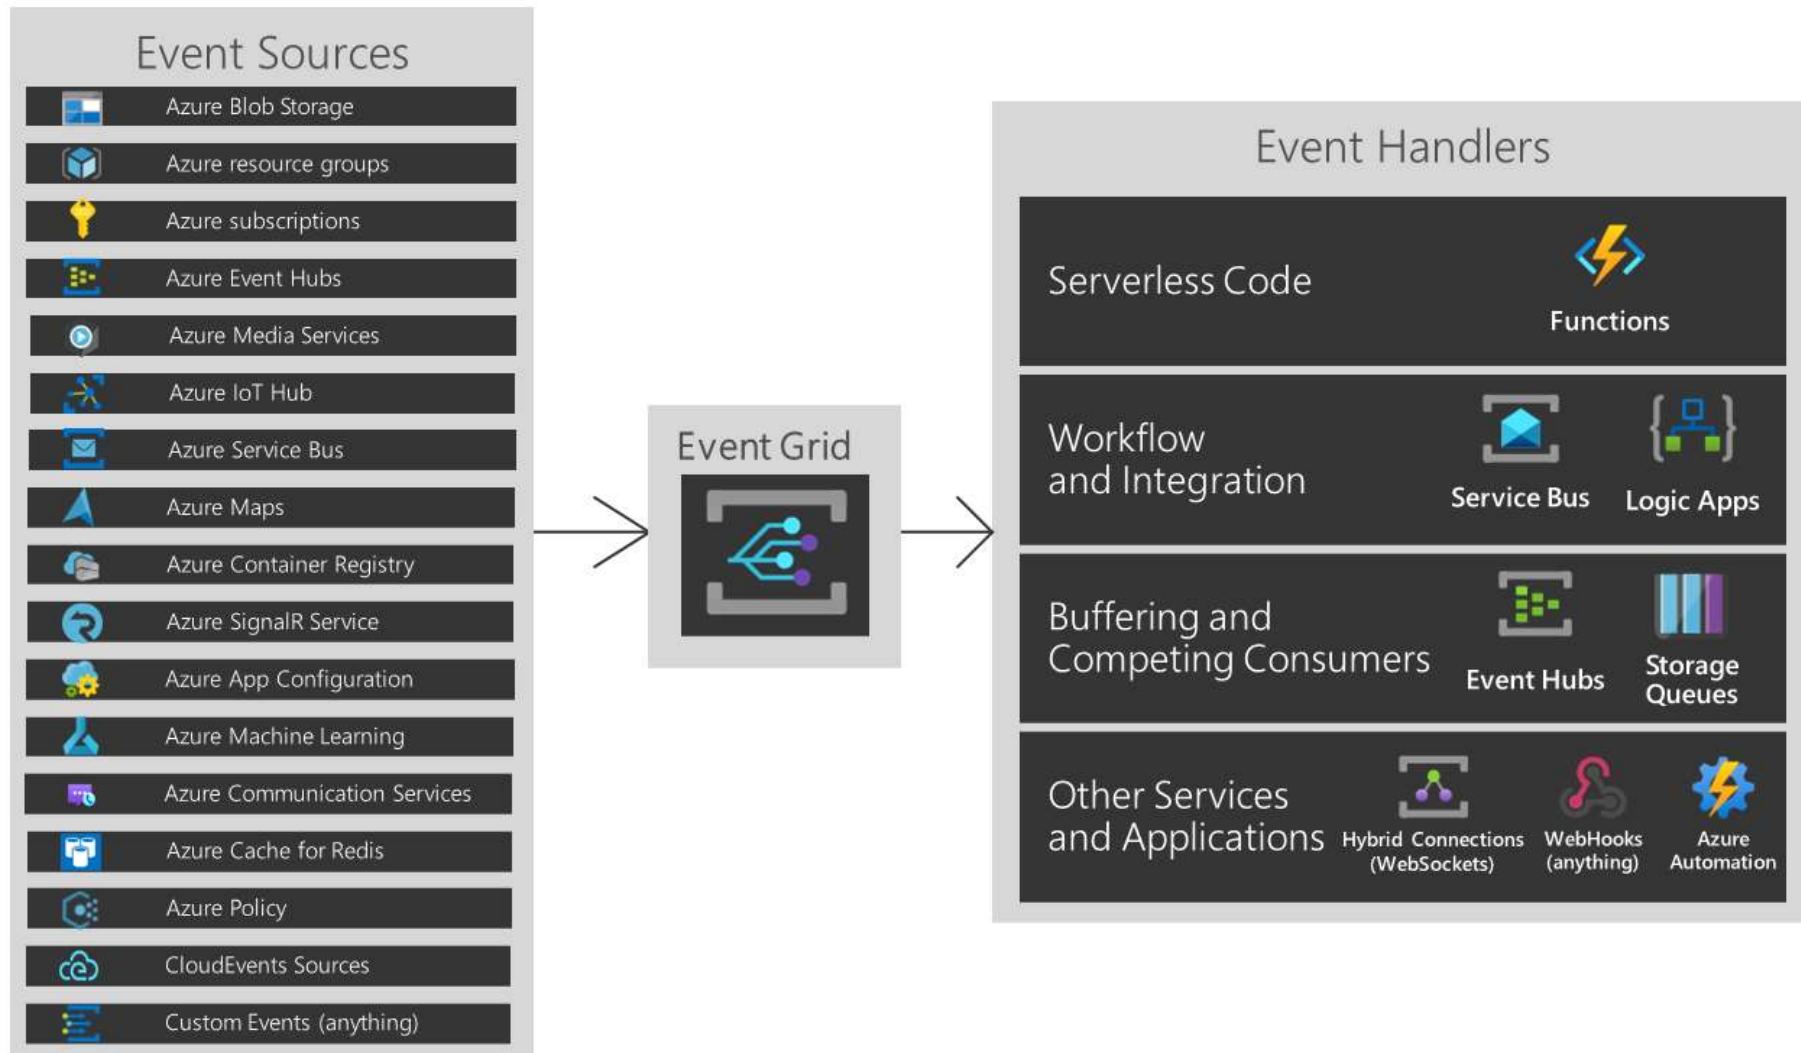 Event Sources
Azure Blob Storage
Azure resource groups
Azure subscriptions
Azure Event Hubs
Azure Media Services
Azure IoT Hub
Azure Service Bus
Azure Maps
Azure Container Registry
Azure SignalR Service
Azure App Configuration
Azure Machine Learning
Azure Communication Services
Azure Cache for Redis
Azure Policy
CloudEvents Sources
Custom Events (anything)
Event Grid
Event Handlers
Serverless Code
Functions
Workflow
and Integration
Service Bus
Logic Apps
Buffering and
Competing Consumers
Event Hubs
Storage
Queues
Other Services
and Applications
Hybrid Connections
(WebSockets)
WebHooks
(anything)
Azure
Automation